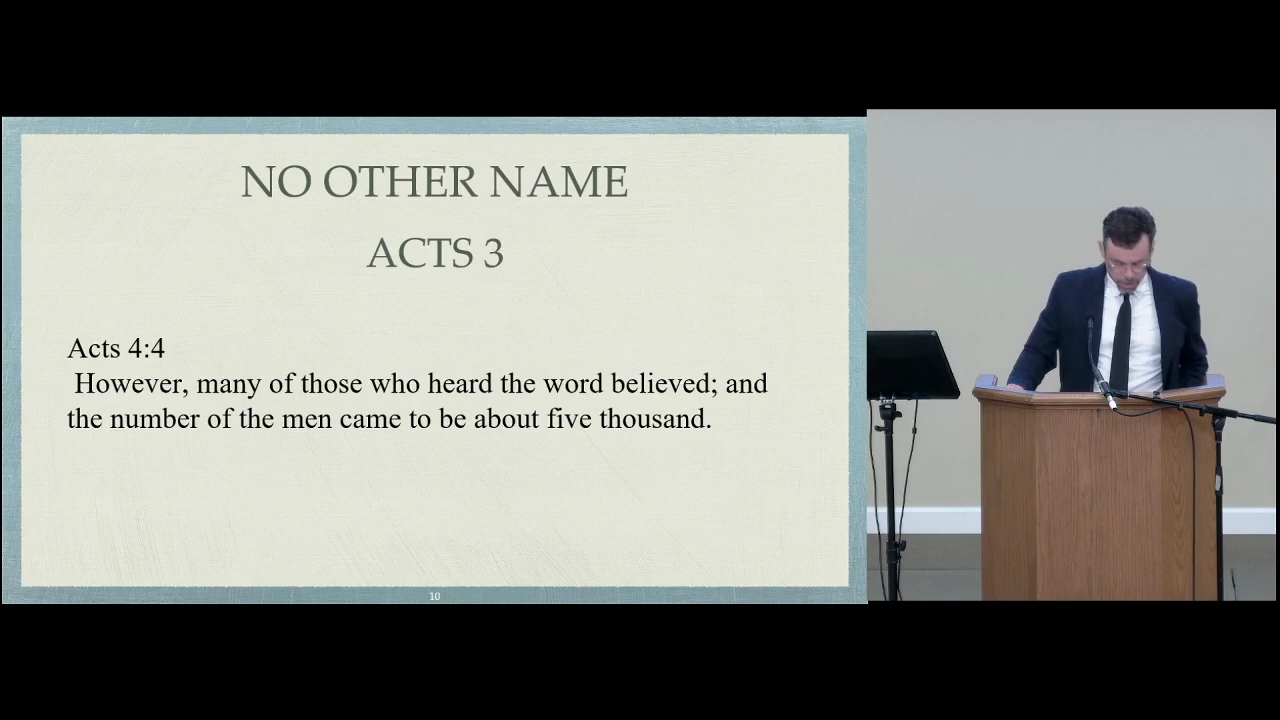 NO OTHER NAME
ACTS 3
Acts 4:4
However, many of those who heard the word believed; and
the number of the men came to be about five thousand.
10